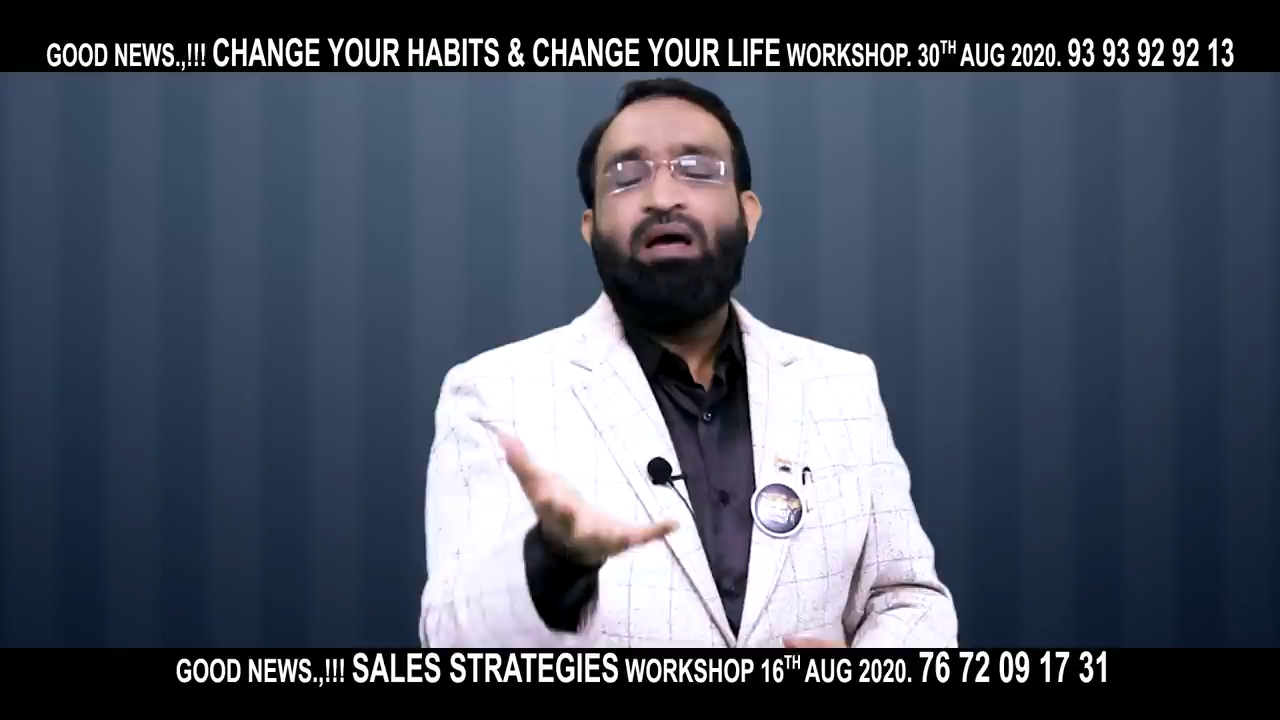 GOOD NEWS.,!!! CHANGE YOUR HABITS & CHANGE YOUR LIFE WORKSHOP. 30TH AUG 2020. 93 93 92 92 13
GOOD NEWS.,!!! SALES STRATEGIES WORKSHOP 16TH AUG 2020. 76 72 09 17 31